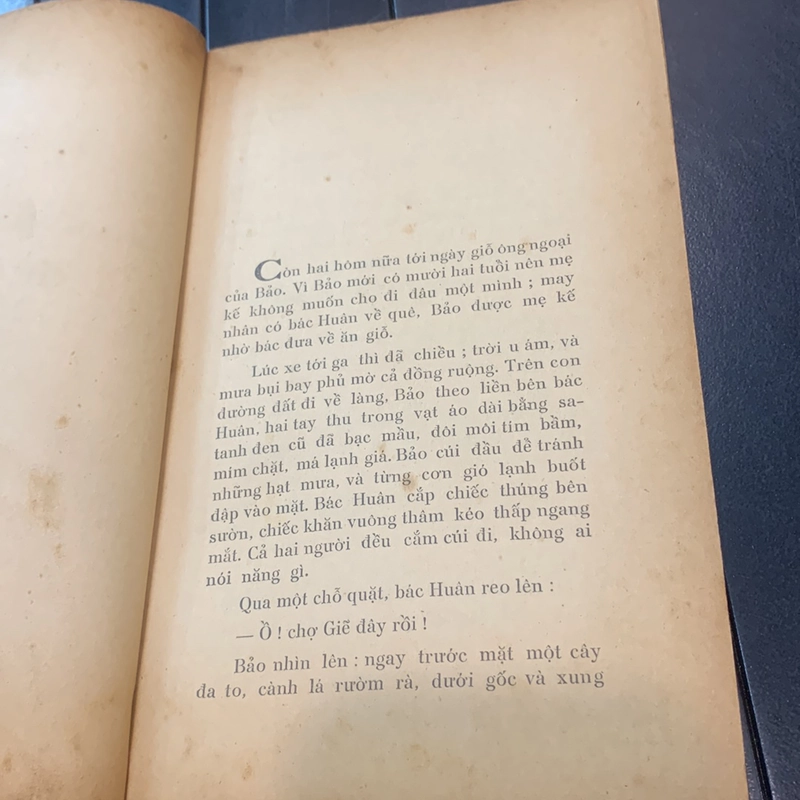 Còn hai hôm nữa tới ngày giỗ ông ngoại
của Bảo. Vì Bảo mới có mười hai tuổi nên mẹ
kế không muốn cho đi đâu một mình ; may
nhân có bác Huân về quê, Bảo được mẹ kế
nhờ bác đưa về ăn giỗ.
Lúc xe tới ga thì đã chiều ; trời u ám, và
mưa bụi bay phủ mờ cả đồng ruộng. Trên con
đường đất đi về làng, Bảo theo liền bên bác
Huân, hai tay thu trong vạt áo dài bằng sa-
tanh đen cũ đã bạc mầu, đôi môi tím bầm,
mím chặt, má lạnh giá. Bảo cúi đầu để tránh
những hạt mưa, và từng cơn gió lạnh buốt
đập vào mặt. Bác Huân cắp chiếc thúng bên
sườn, chiếc khăn vuông thâm kéo thấp ngang
mắt. Cả hai người đều cắm cúi đi, không ai
nói năng gì.
Qua một chỗ quặt, bác Huân reo lên :
— Ồ ! chợ Giẽ đây rồi !
Bảo nhìn lên : ngay trước mặt một cây
đa to, cành lá rườm rà, dưới gốc và xung